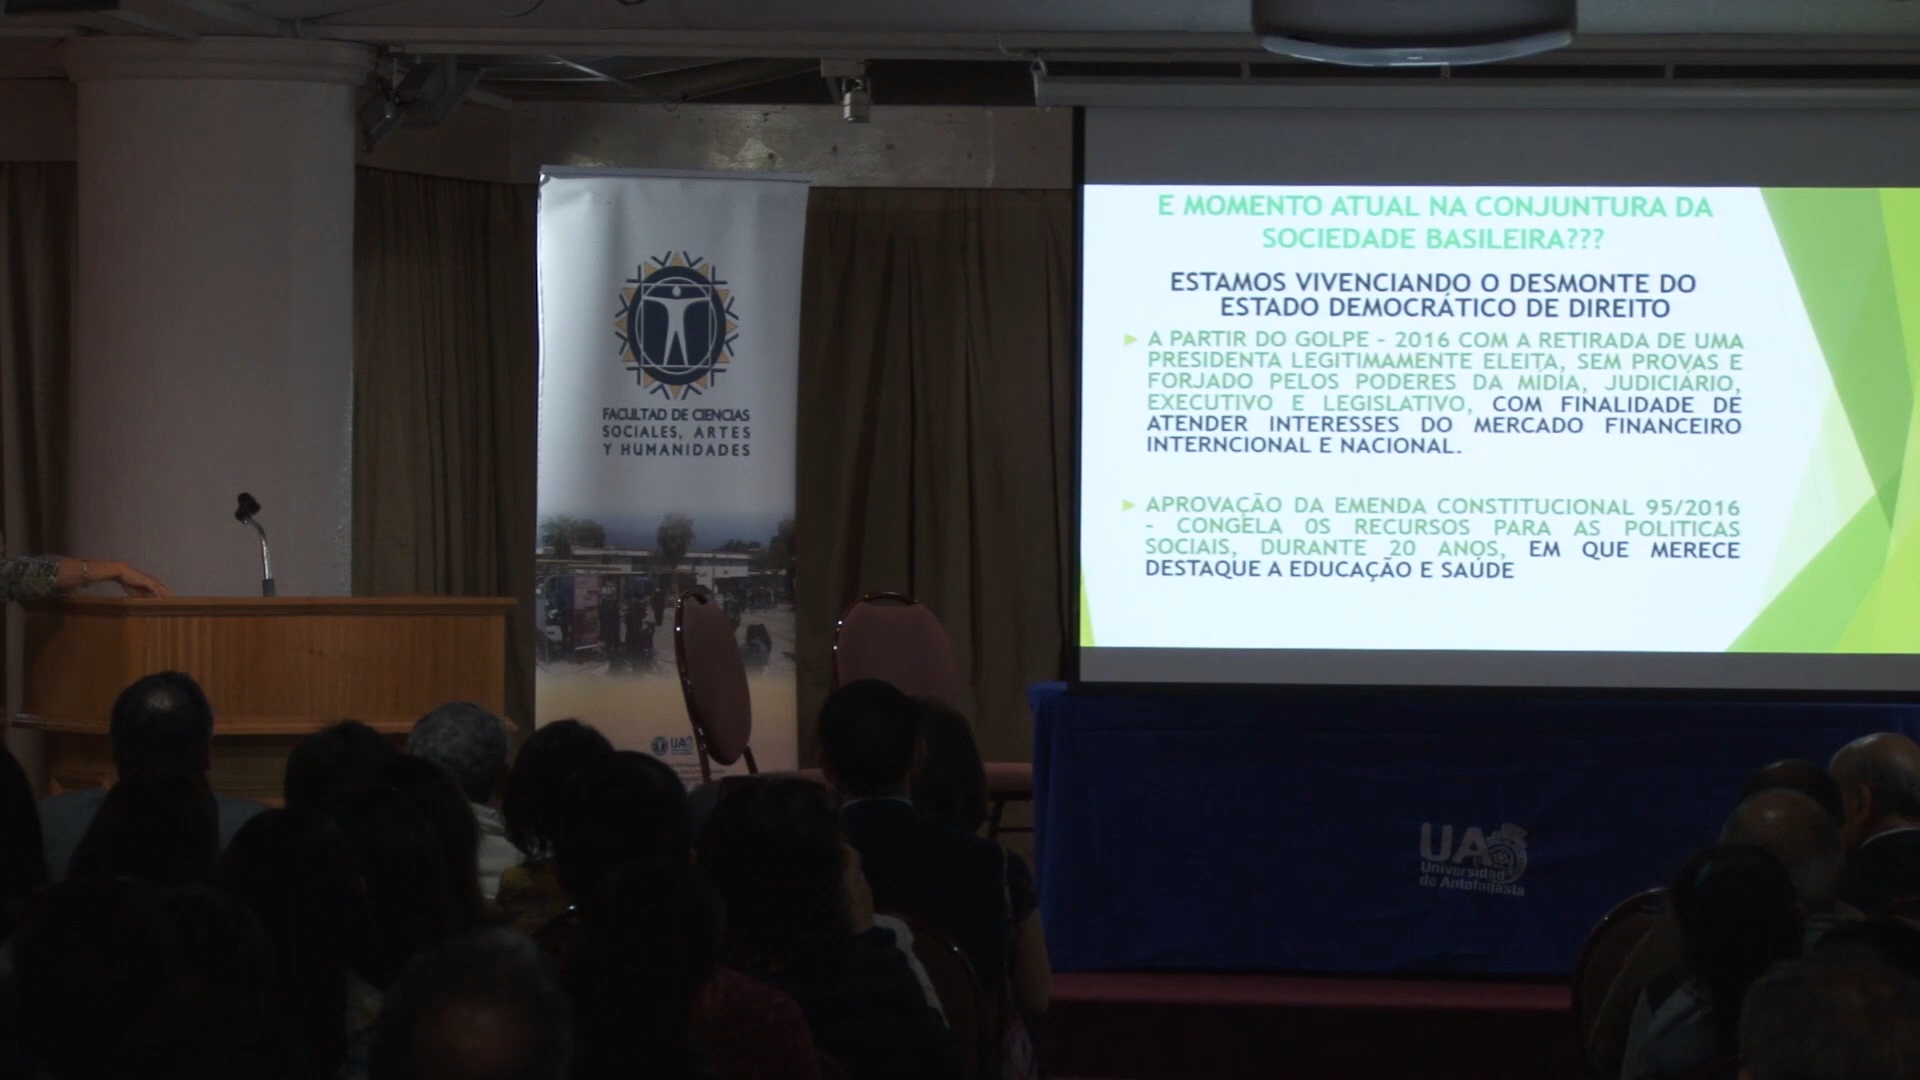 FACULTAD DE CIENCIAS
SOCIALES, ARTES
Y HUMANIDADES
UA
E MOMENTO ATUAL NA CONJUNTURA DA
SOCIEDADE BASILEIRA???
ESTAMOS VIVENCIANDO O DESMONTE DO
ESTADO DEMOCRÁTICO DE DIREITO
► A PARTIR DO GOLPE - 2016 COM A RETIRADA DE UMA
PRESIDENTA LEGITIMAMENTE ELEITA, SEM PROVAS E
FORJADO PELOS PODERES DA MÍDIA, JUDICIÁRIO,
EXECUTIVO E LEGISLATIVO, COM FINALIDADE DE
ATENDER INTERESSES DO MERCADO FINANCEIRO
INTERNCIONAL E NACIONAL.
► APROVAÇÃO DA EMENDA CONSTITUCIONAL 95/2016
- CONGELA 0S RECURSOS PARA AS POLITICAS
SOCIAIS, DURANTE 20 ANOS, EM QUE MERECE
DESTAQUE A EDUCAÇÃO E SAÚDE
UA
Universidad
de Antofagasta